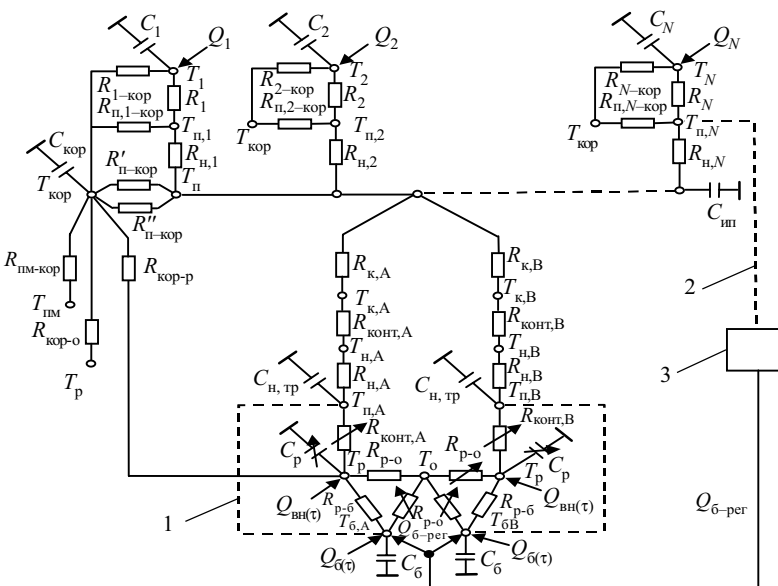 C1
Q1
C2
Q2
CN
QN
T1
T2
TN
R1–кор
R1
R2–кор
R2
RN–кор
RN
Rп,1–кор
Tп,1
Rп,2–кор
Tп,2
Rп,N–кор
Tп,N
Tкор
Tкор
Cкор
Rн,1
Rн,2
Rн,N
R′п–кор
Tп
Tкор
R″п–кор
Cип
Rпм-кор
Rкор-р
Rк,А
Rк,В
2
Tпм
Tк,А
Tк,В
Rкор-о
Rконт,А
Rконт,В
Tн,А
Tн,В
3
Tр
Cн, тр
Rн,А
Cн, тр
Rн,В
Tп,А
Tп,В
Rконт,А
Rконт,В
Cр
Rр-о
Rр-о
Tр
Tо
Tр
Cр
1
Qвн(τ)
Rр-б
Rр-о
Rр-б
Qвн(τ)
Qб–рег
Tб,А
Qб–рег
TбВ
Qб(τ)
Cб
Cб
Qб(τ)